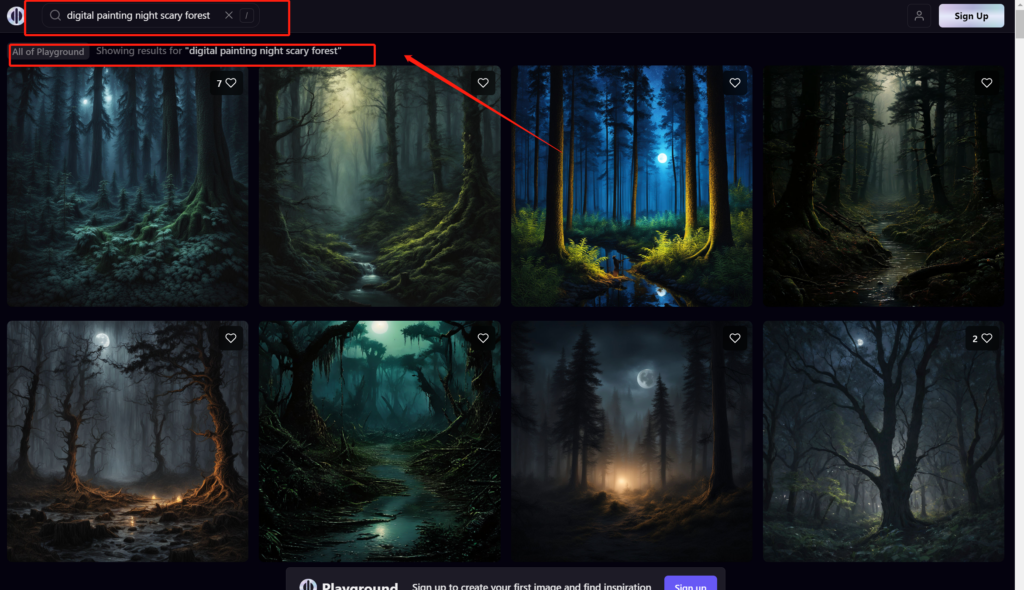 digital painting night scary forest
/
Sign Up
All of Playground
Showing results for "digital painting night scary forest"
7
2
Playground
Sign up to create your first image and find inspiration
Sign up